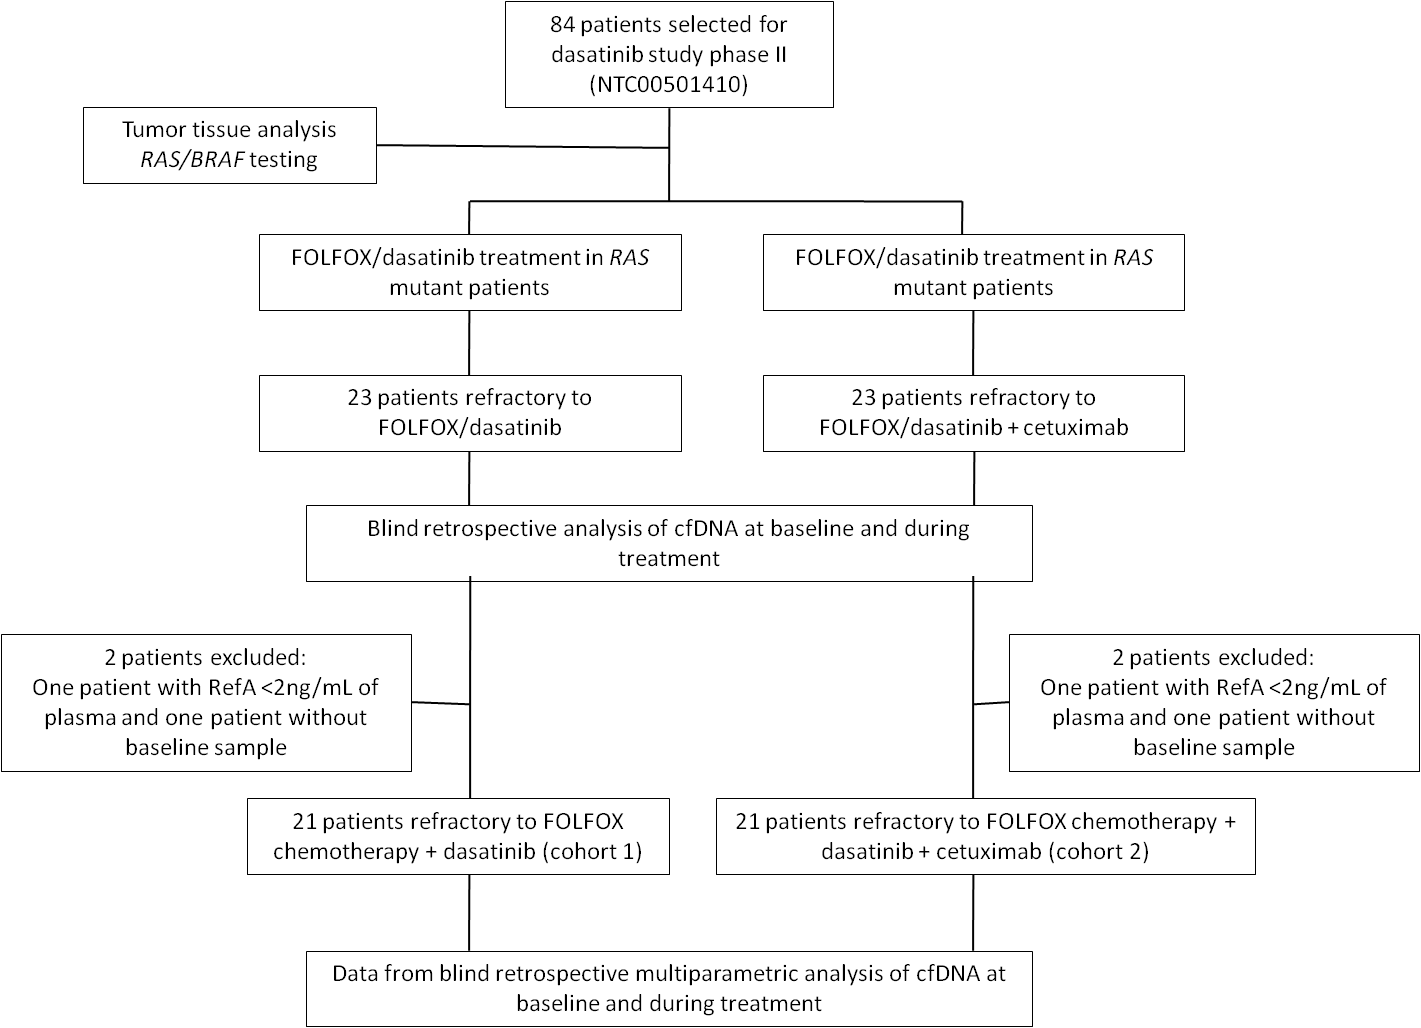 84 patients selected for
dasatinib study phase II
(NTC00501410)
Tumor tissue analysis
RAS/BRAF testing
FOLFOX/dasatinib treatment in RAS
mutant patients
FOLFOX/dasatinib treatment in RAS
mutant patients
23 patients refractory to
FOLFOX/dasatinib
23 patients refractory to
FOLFOX/dasatinib + cetuximab
Blind retrospective analysis of cfDNA at baseline and during
treatment
2 patients excluded:
One patient with RefA <2ng/mL of
plasma and one patient without
baseline sample
2 patients excluded:
One patient with RefA <2ng/mL of
plasma and one patient without
baseline sample
21 patients refractory to FOLFOX
chemotherapy + dasatinib (cohort 1)
21 patients refractory to FOLFOX chemotherapy +
dasatinib + cetuximab (cohort 2)
Data from blind retrospective multiparametric analysis of cfDNA at
baseline and during treatment